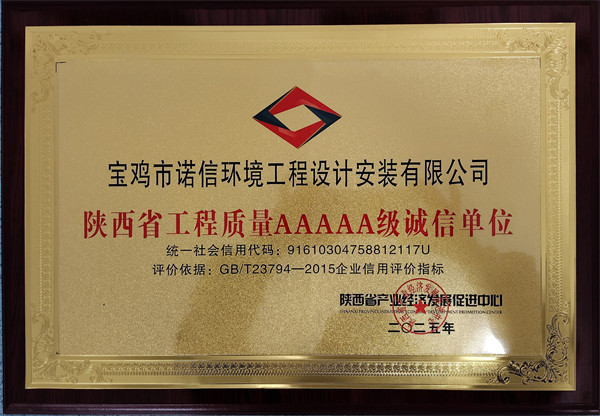 宝鸡市诺信环境工程设计安装有限公司
陕西省工程质量AAAAA级诚信单位
统一社会信用代码：91610304758812117U
评价依据：GB/T23794—2015企业信用评价指标
陕西省产业经济发展促进中心
二〇二五年